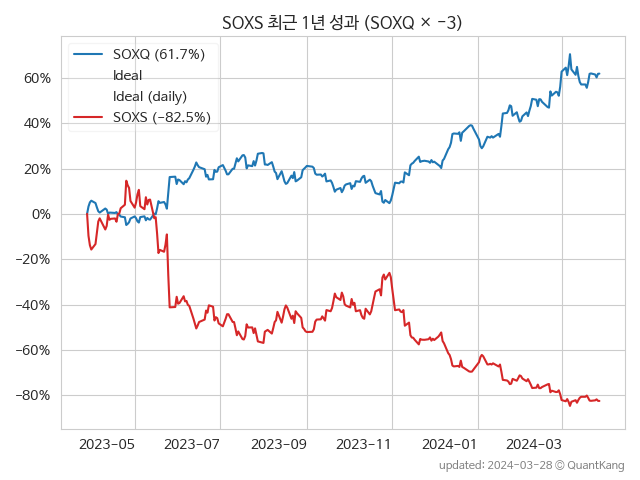 SOXS 최근 1년 성과 (SOXQ × −3)
SOXQ (61.7%)
Ideal
Ideal (daily)
SOXS (−82.5%)
60%
40%
20%
0%
−20%
−40%
−60%
−80%
2023−05 2023−07 2023−09 2023−11 2024−01 2024−03
updated: 2024-03-28 © QuantKang